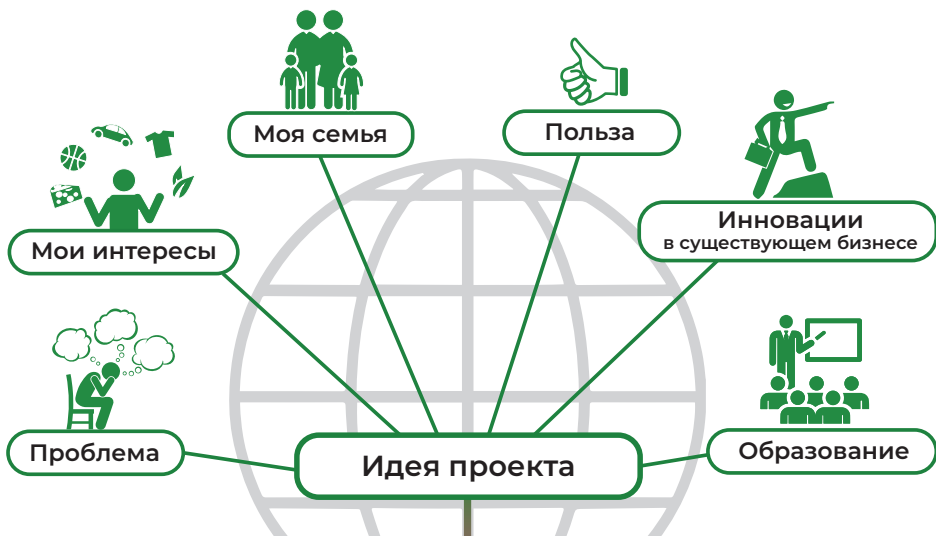 Моя семья
Польза
Инновации
в существующем бизнесе
Мои интересы
Проблема
Идея проекта
Образование